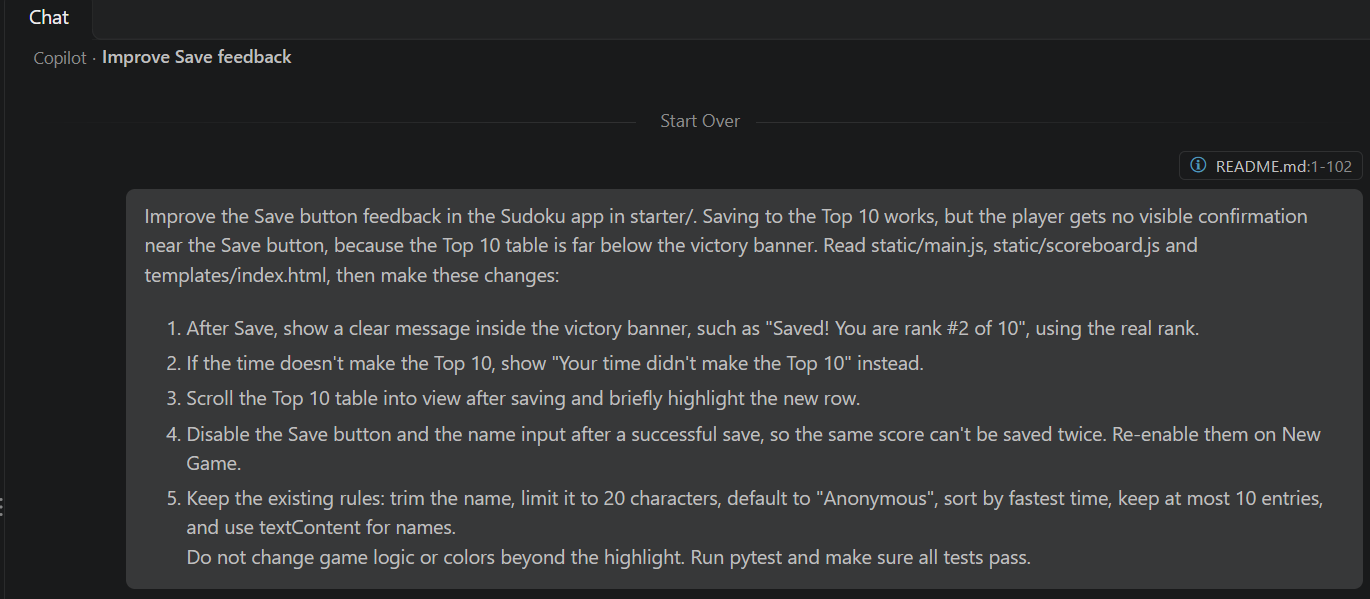 Chat
Copilot · Improve Save feedback
Start Over
README.md:1-102
Improve the Save button feedback in the Sudoku app in starter/. Saving to the Top 10 works, but the player gets no visible confirmation
near the Save button, because the Top 10 table is far below the victory banner. Read static/main.js, static/scoreboard.js and
templates/index.html, then make these changes:
1. After Save, show a clear message inside the victory banner, such as "Saved! You are rank #2 of 10", using the real rank.
2. If the time doesn't make the Top 10, show "Your time didn't make the Top 10" instead.
3. Scroll the Top 10 table into view after saving and briefly highlight the new row.
4. Disable the Save button and the name input after a successful save, so the same score can't be saved twice. Re-enable them on New
Game.
5. Keep the existing rules: trim the name, limit it to 20 characters, default to "Anonymous", sort by fastest time, keep at most 10 entries,
and use textContent for names.
Do not change game logic or colors beyond the highlight. Run pytest and make sure all tests pass.